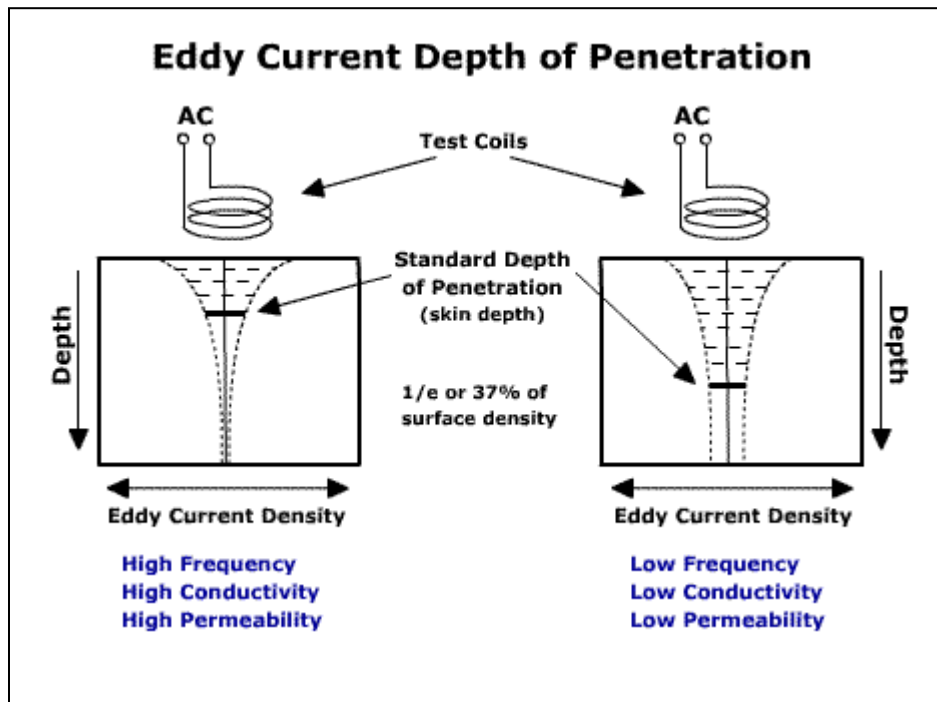 Eddy Current Depth of Penetration
AC
AC
Test Coils
Standard Depth
of Penetration
(skin depth)
Depth
Depth
1/e or 37% of
surface density
Eddy Current Density
Eddy Current Density
High Frequency
High Conductivity
High Permeability
Low Frequency
Low Conductivity
Low Permeability